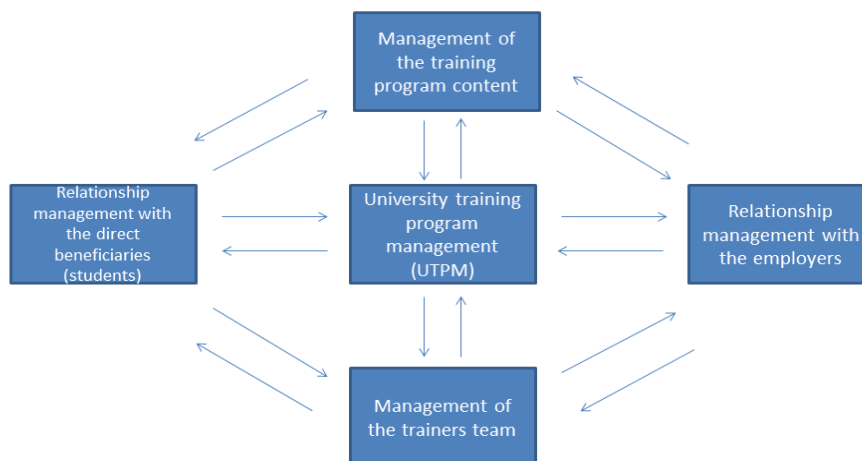 Management of
the training
program content
Relationship
management with
the direct
beneficiaries
(students)
University training
program
management
(UTPM)
Relationship
management with
the employers
Management of
the trainers team